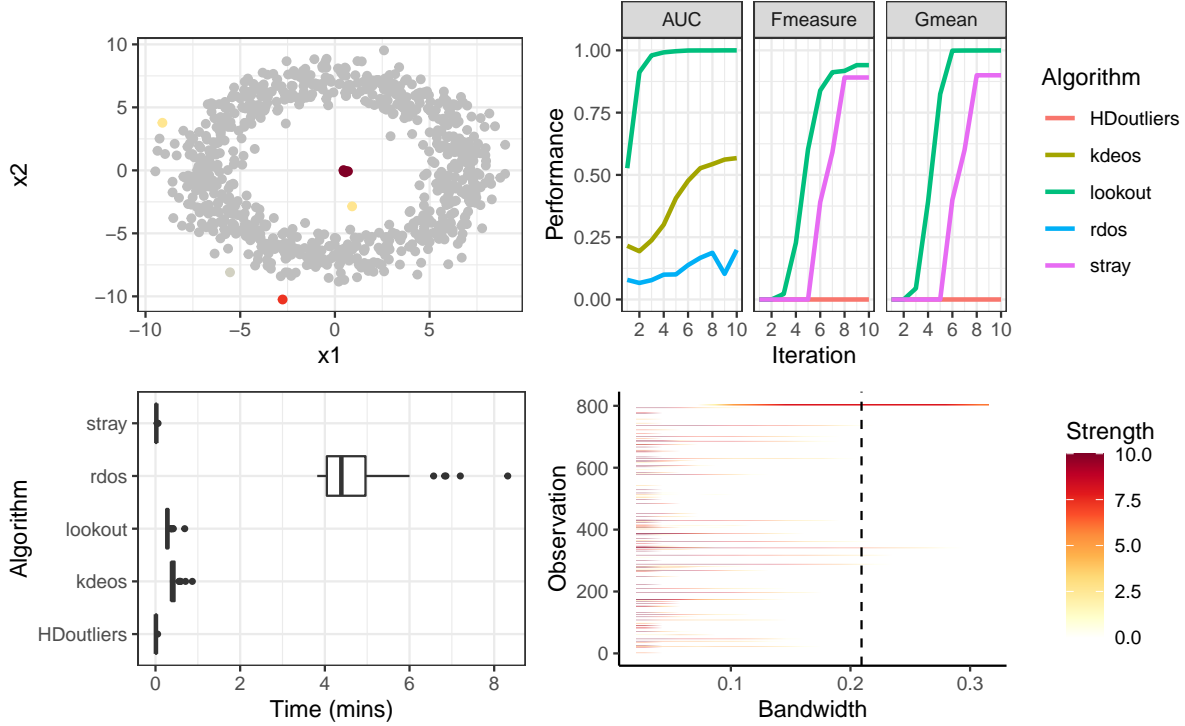 x2
10
5
0
−5
−10
−10
−5
0
5
x1
AUC
Fmeasure
Gmean
Performance
1.00
0.75
0.50
0.25
0.00
2 4 6 8 10
2 4 6 8 10
2 4 6 8 10
Iteration
Algorithm
HDoutliers
kdeos
lookout
rdos
stray
Algorithm
stray
rdos
lookout
kdeos
HDoutliers
0
2
4
6
8
Time (mins)
Observation
800
600
400
200
0
0.1
0.2
0.3
Bandwidth
Strength
10.0
7.5
5.0
2.5
0.0